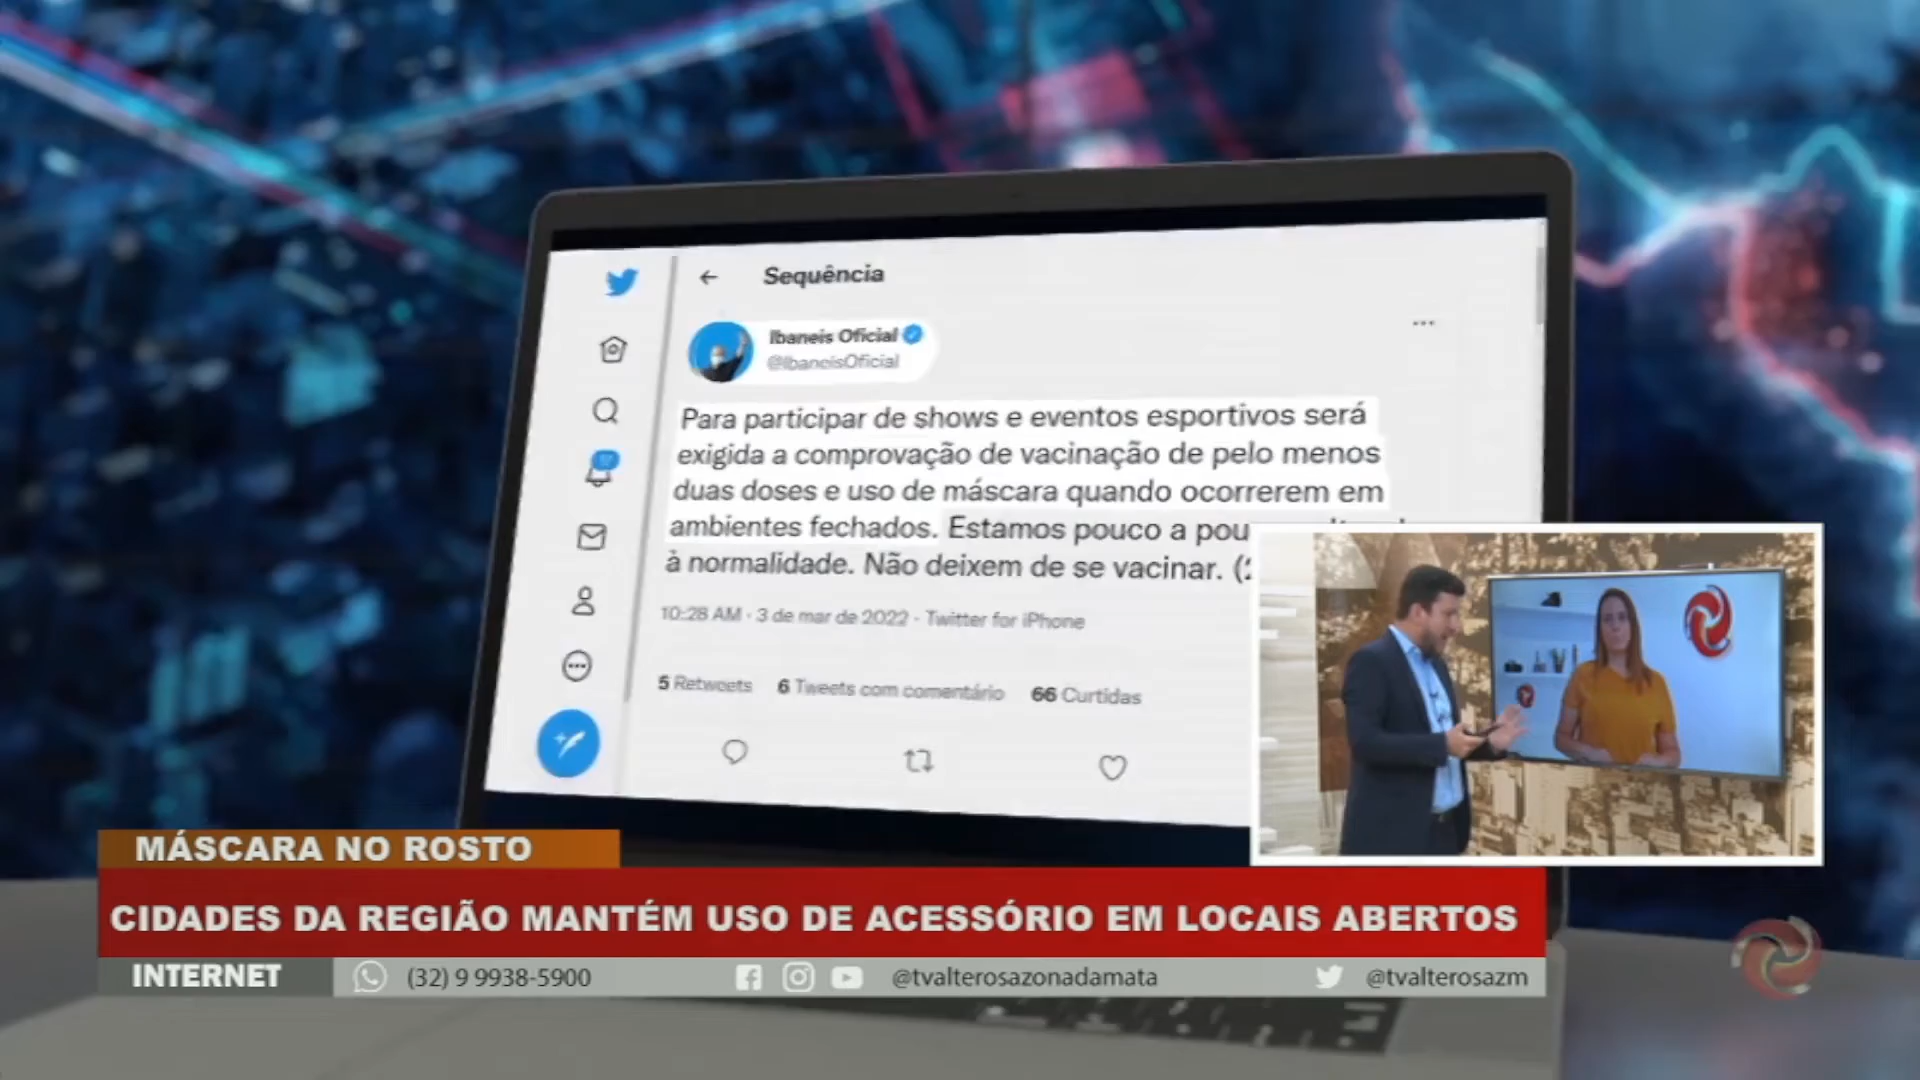 Sequência
Ibaneis Oficial
@IbaneisOficial
Para participar de shows e eventos esportivos será
exigida a comprovação de vacinação de pelo menos
duas doses e uso de máscara quando ocorrerem em
ambientes fechados. Estamos pouco a pou
à normalidade. Não deixem de se vacinar. (2
10:28 AM · 3 de mar de 2022 · Twitter for iPhone
5 Retweets 6 Tweets com comentário 66 Curtidas
MÁSCARA NO ROSTO
CIDADES DA REGIÃO MANTÉM USO DE ACESSÓRIO EM LOCAIS ABERTOS
INTERNET (32) 9 9938-5900 @tvalterosazonadamata @tvalterosazm